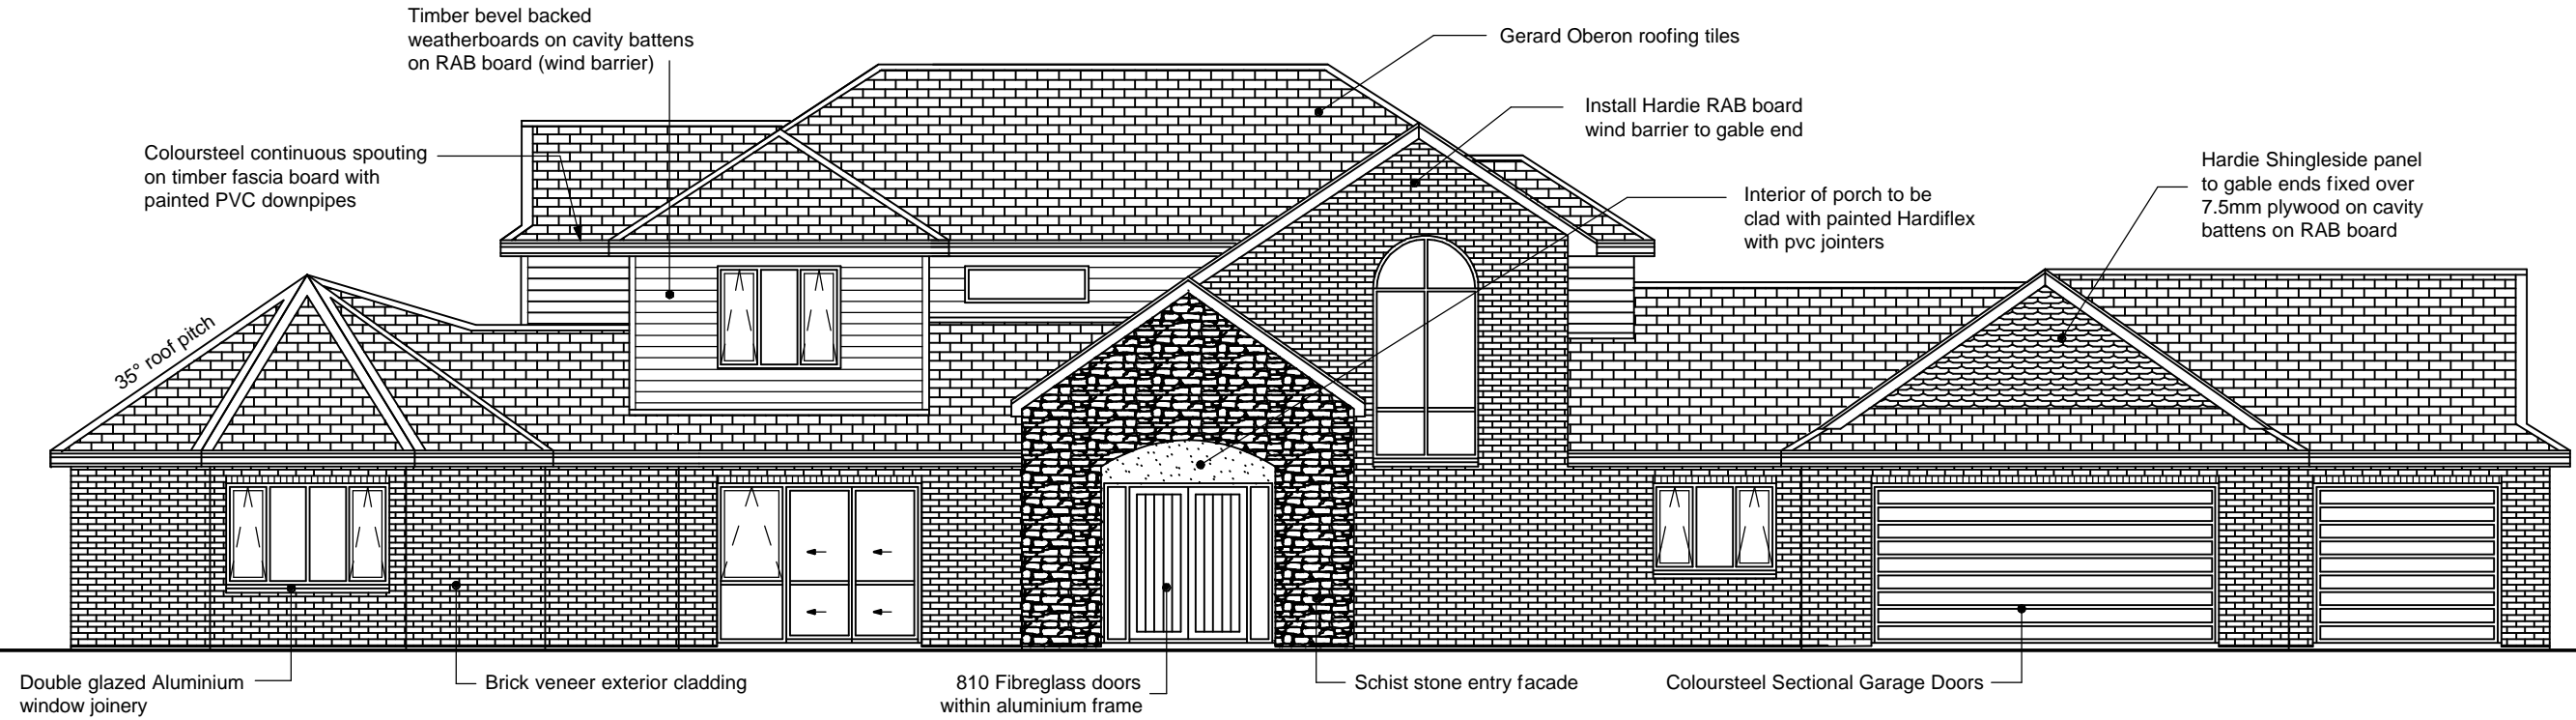 Timber bevel backed
weatherboards on cavity battens
on RAB board (wind barrier)
Gerard Oberon roofing tiles
Install Hardie RAB board
wind barrier to gable end
Coloursteel continuous spouting
on timber fascia board with
painted PVC downpipes
Hardie Shingleside panel
to gable ends fixed over
7.5mm plywood on cavity
battens on RAB board
Interior of porch to be
clad with painted Hardiflex
with pvc jointers
35° roof pitch
Double glazed Aluminium
window joinery
Brick veneer exterior cladding
810 Fibreglass doors
within aluminium frame
Schist stone entry facade
Coloursteel Sectional Garage Doors